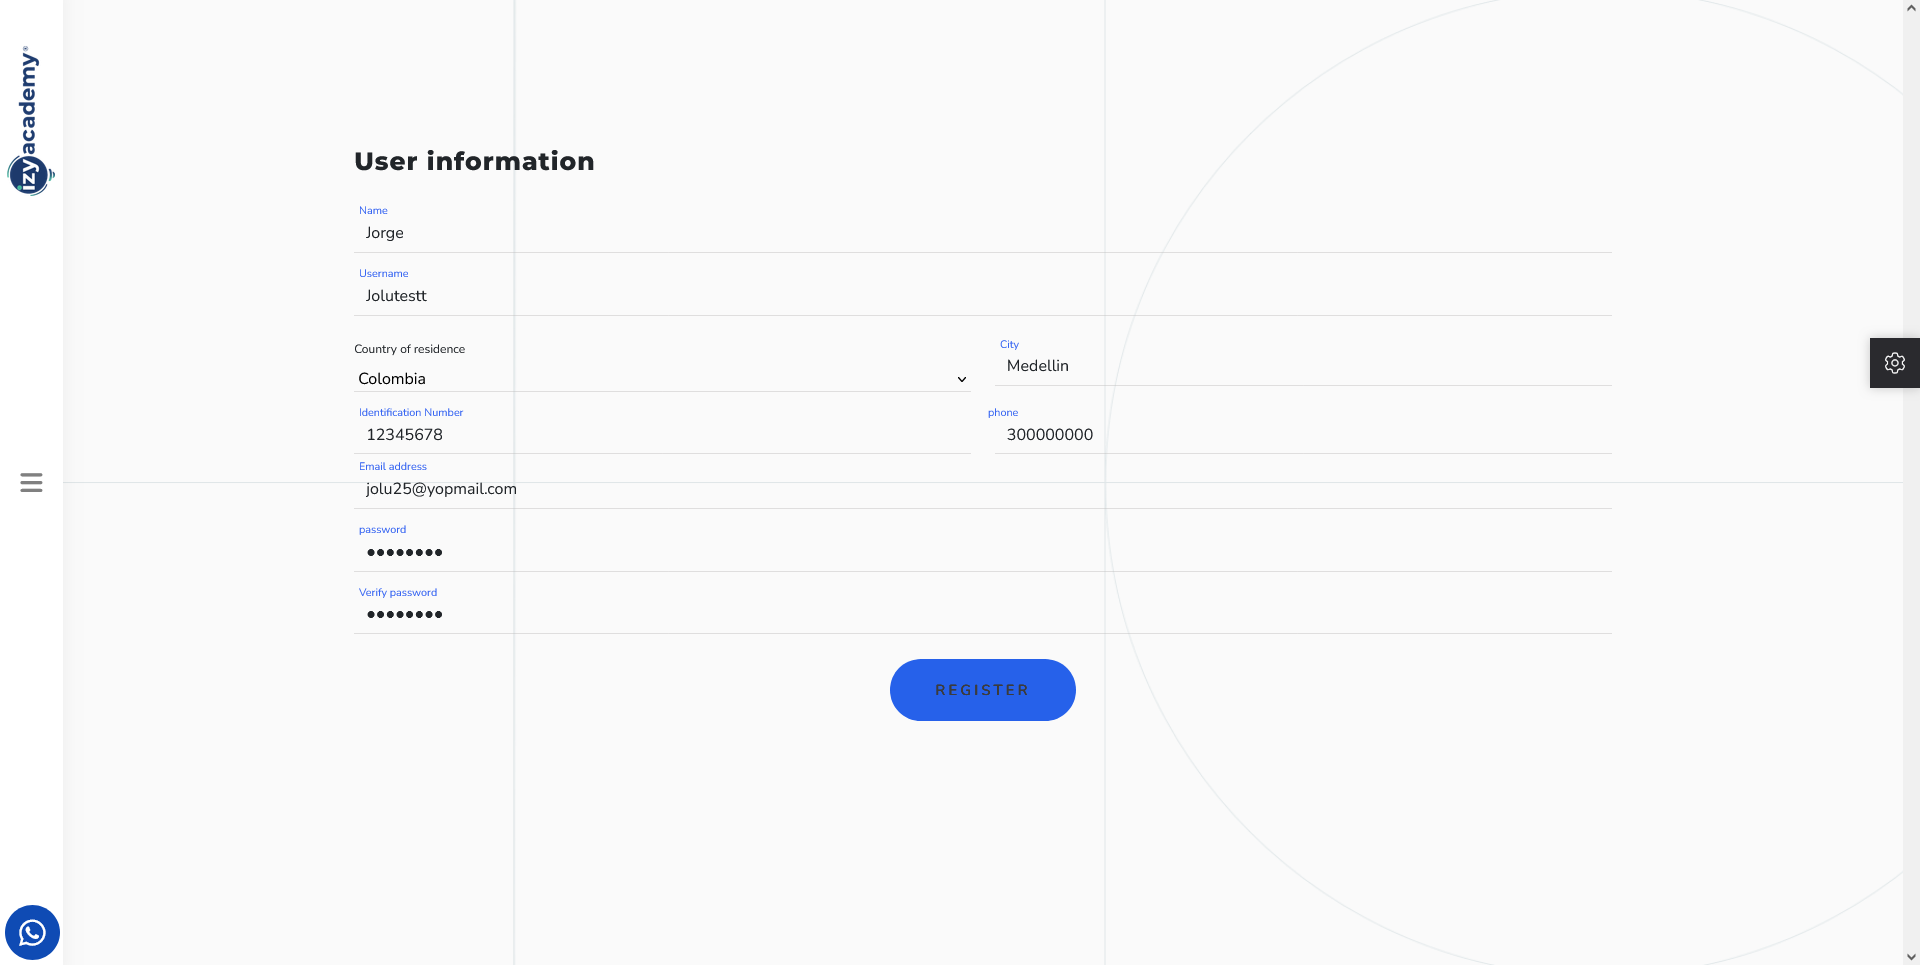 izyacademy®
User information
Name
Jorge
Username
Jolutestt
Country of residence
Colombia
City
Medellin
Identification Number
12345678
phone
300000000
Email address
jolu25@yopmail.com
password
••••••••
Verify password
••••••••
REGISTER